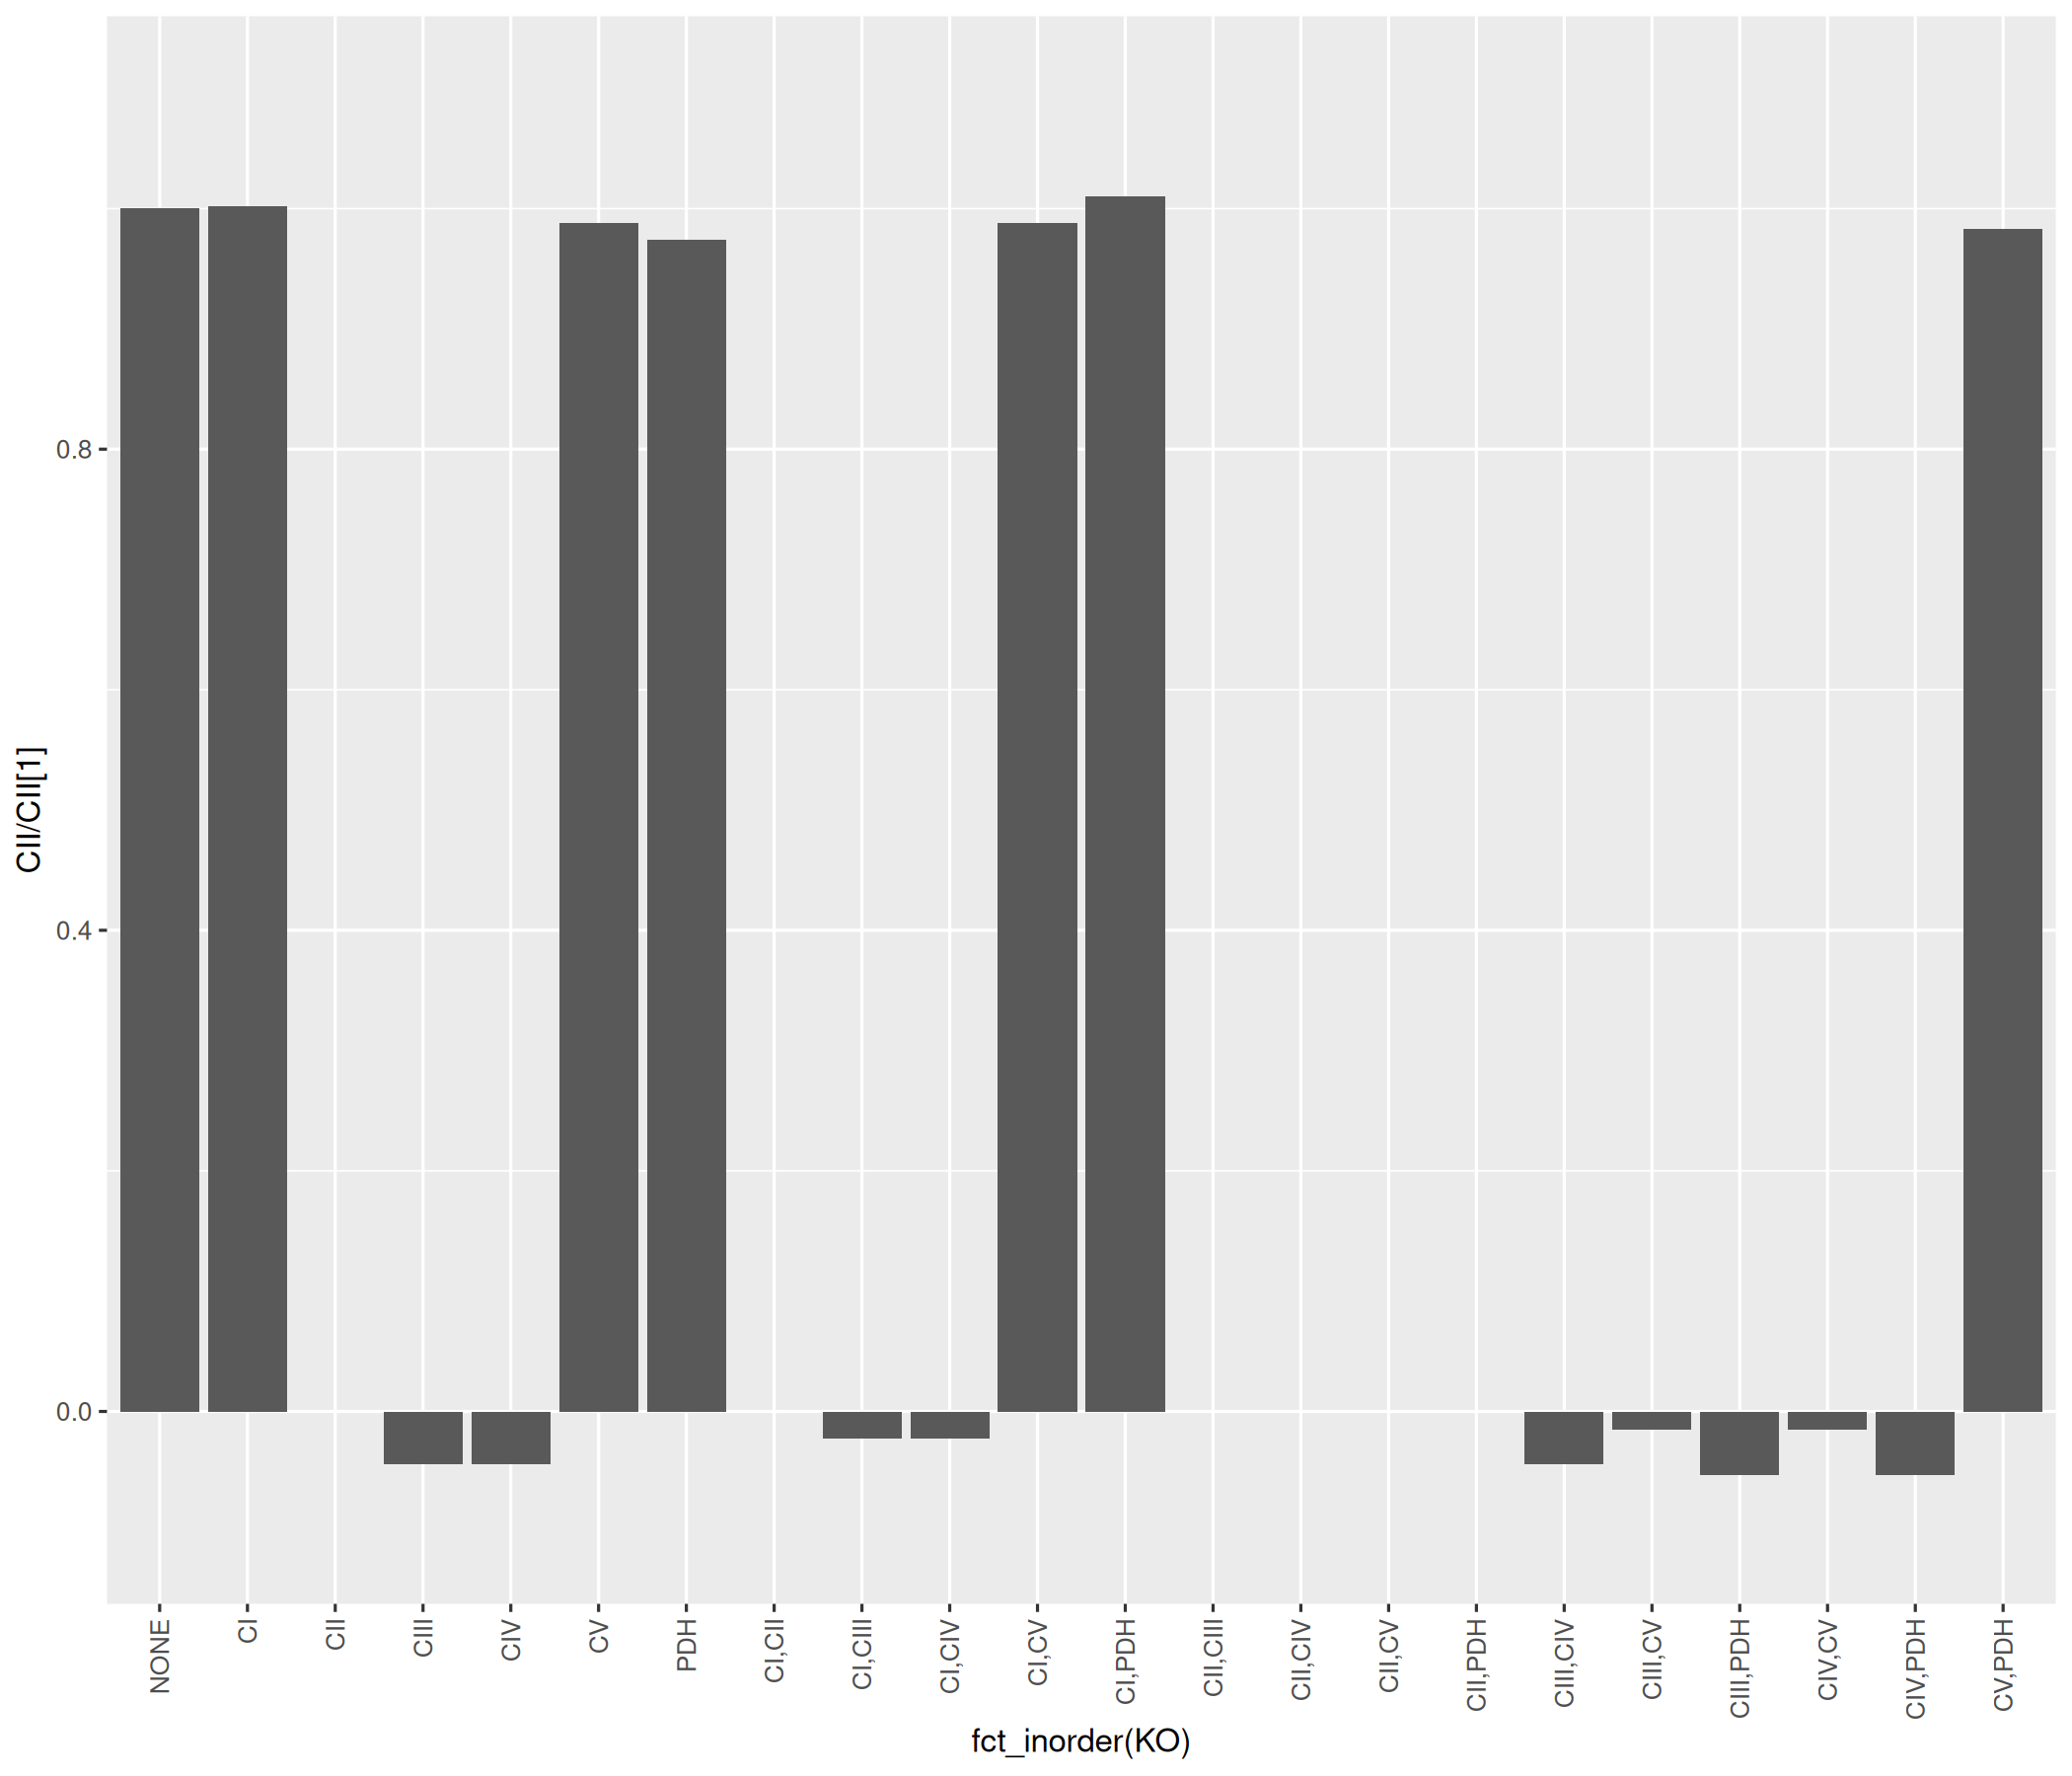 CII/CII[1]
0.8
0.4
0.0
NONE
CI
CII
CIII
CIV
CV
PDH
CI,CII
CI,CIII
CI,CIV
CI,CV
CI,PDH
CII,CIII
CII,CIV
CII,CV
CII,PDH
CIII,CIV
CIII,CV
CIII,PDH
CIV,CV
CIV,PDH
CV,PDH
fct_inorder(KO)